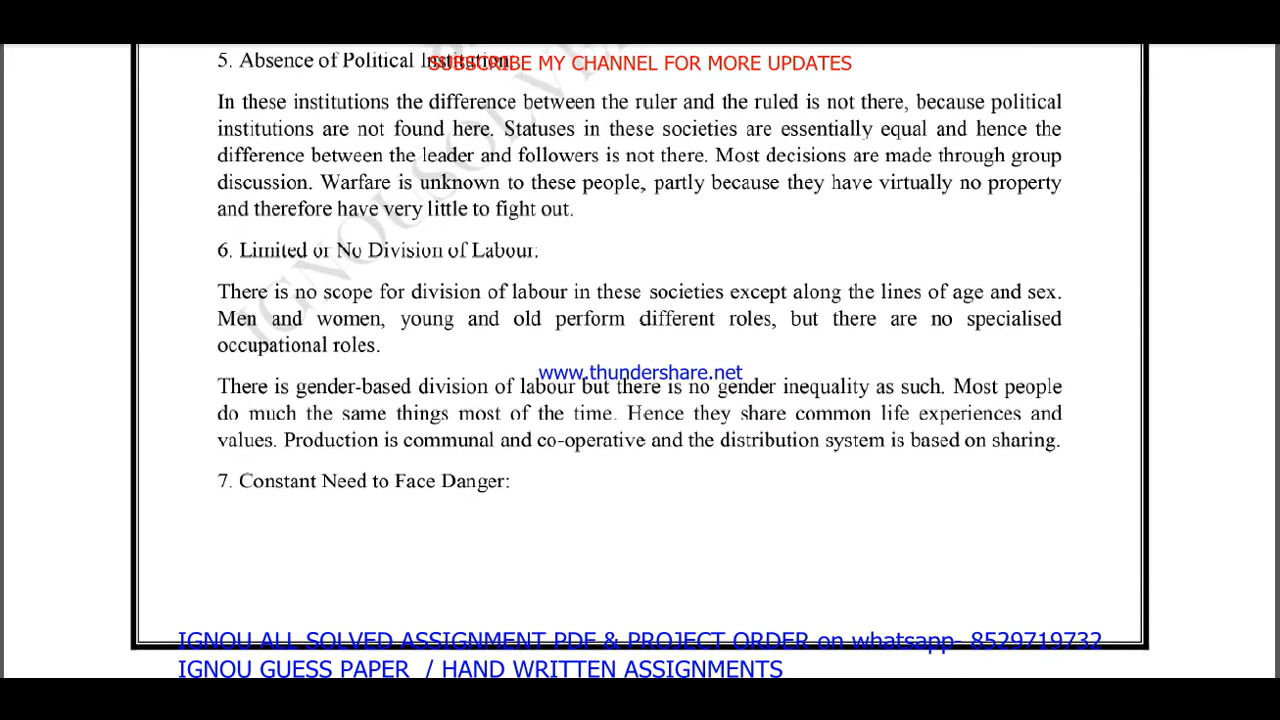 5. Absence of Political Institution:
SUBSCRIBE MY CHANNEL FOR MORE UPDATES
In these institutions the difference between the ruler and the ruled is not there, because political
institutions are not found here. Statuses in these societies are essentially equal and hence the
difference between the leader and followers is not there. Most decisions are made through group
discussion. Warfare is unknown to these people, partly because they have virtually no property
and therefore have very little to fight out.
6. Limited or No Division of Labour:
There is no scope for division of labour in these societies except along the lines of age and sex.
Men and women, young and old perform different roles, but there are no specialised
occupational roles.
www.thundershare.net
There is gender-based division of labour but there is no gender inequality as such. Most people
do much the same things most of the time. Hence they share common life experiences and
values. Production is communal and co-operative and the distribution system is based on sharing.
7. Constant Need to Face Danger:
IGNOU ALL SOLVED ASSIGNMENT PDF & PROJECT ORDER on whatsapp- 8529719732
IGNOU GUESS PAPER / HAND WRITTEN ASSIGNMENTS